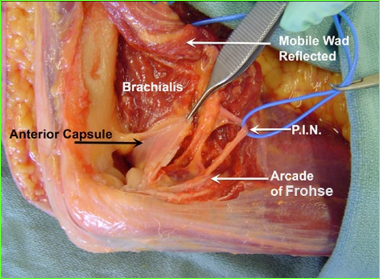 Mobile Wad
Reflected
Brachialis
Anterior Capsule
P.I.N.
Arcade
of Frohse